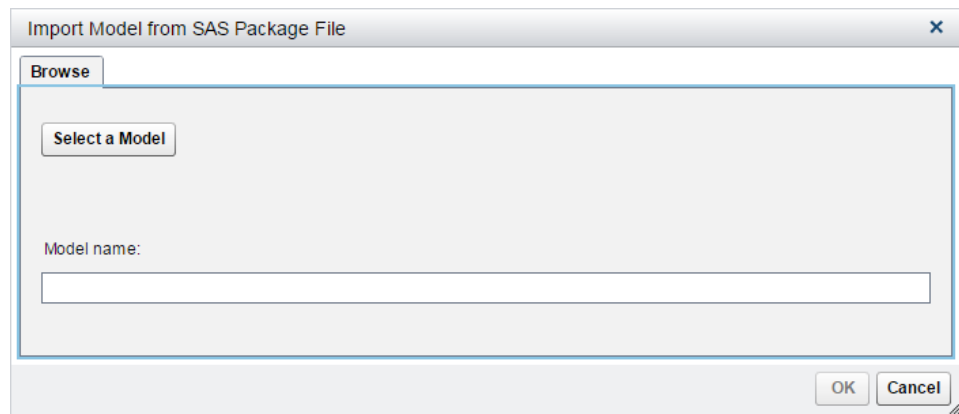 Import Model from SAS Package File
Browse
Select a Model
Model name:
OK Cancel